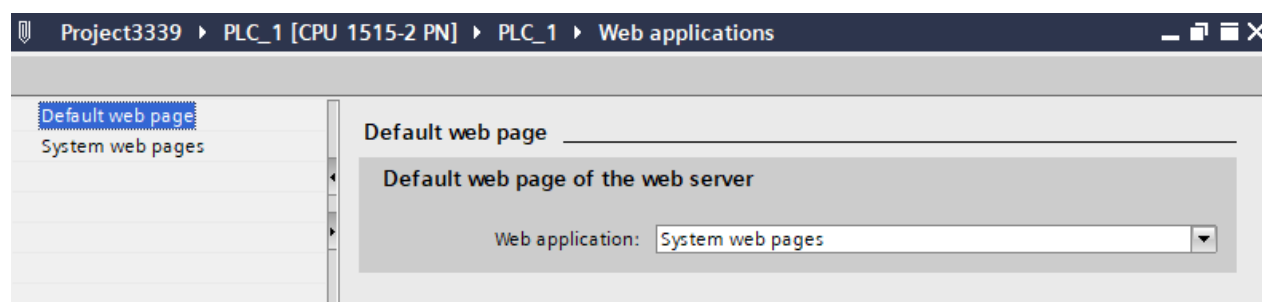 Project3339 ▸ PLC_1 [CPU 1515-2 PN] ▸ PLC_1 ▸ Web applications
Default web page
System web pages
Default web page
Default web page of the web server
Web application: System web pages